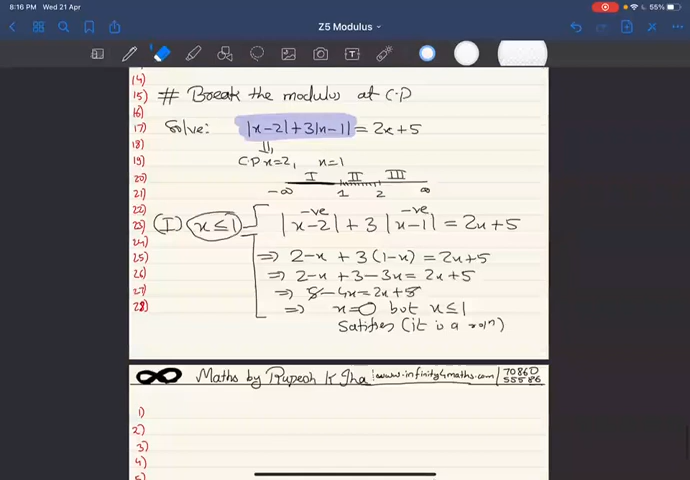 8:16 PM Wed 21 Apr
55%
Z5 Modulus
14)
15) # Break the modulus at C.P
16)
17) Solve: |x-2|+3|x-1| = 2x+5
18)
19) C.P x=2, x=1
20) I II III
21) -∞ 1 2 ∞
22) -ve -ve
23) (I) x≤1 |x-2| + 3 |x-1| = 2x+5
24)
25) ⇒ 2-x + 3(1-x) = 2x+5
26) ⇒ 2-x +3-3x = 2x+5
27) ⇒ 5-4x=2x+5
28) ⇒ x=0 but x≤1
Satisfies (it is a soln)
∞ Maths by Rupesh K Jha www.infinity4maths.com 7086D
55586
1)
2)
3)
4)
5)